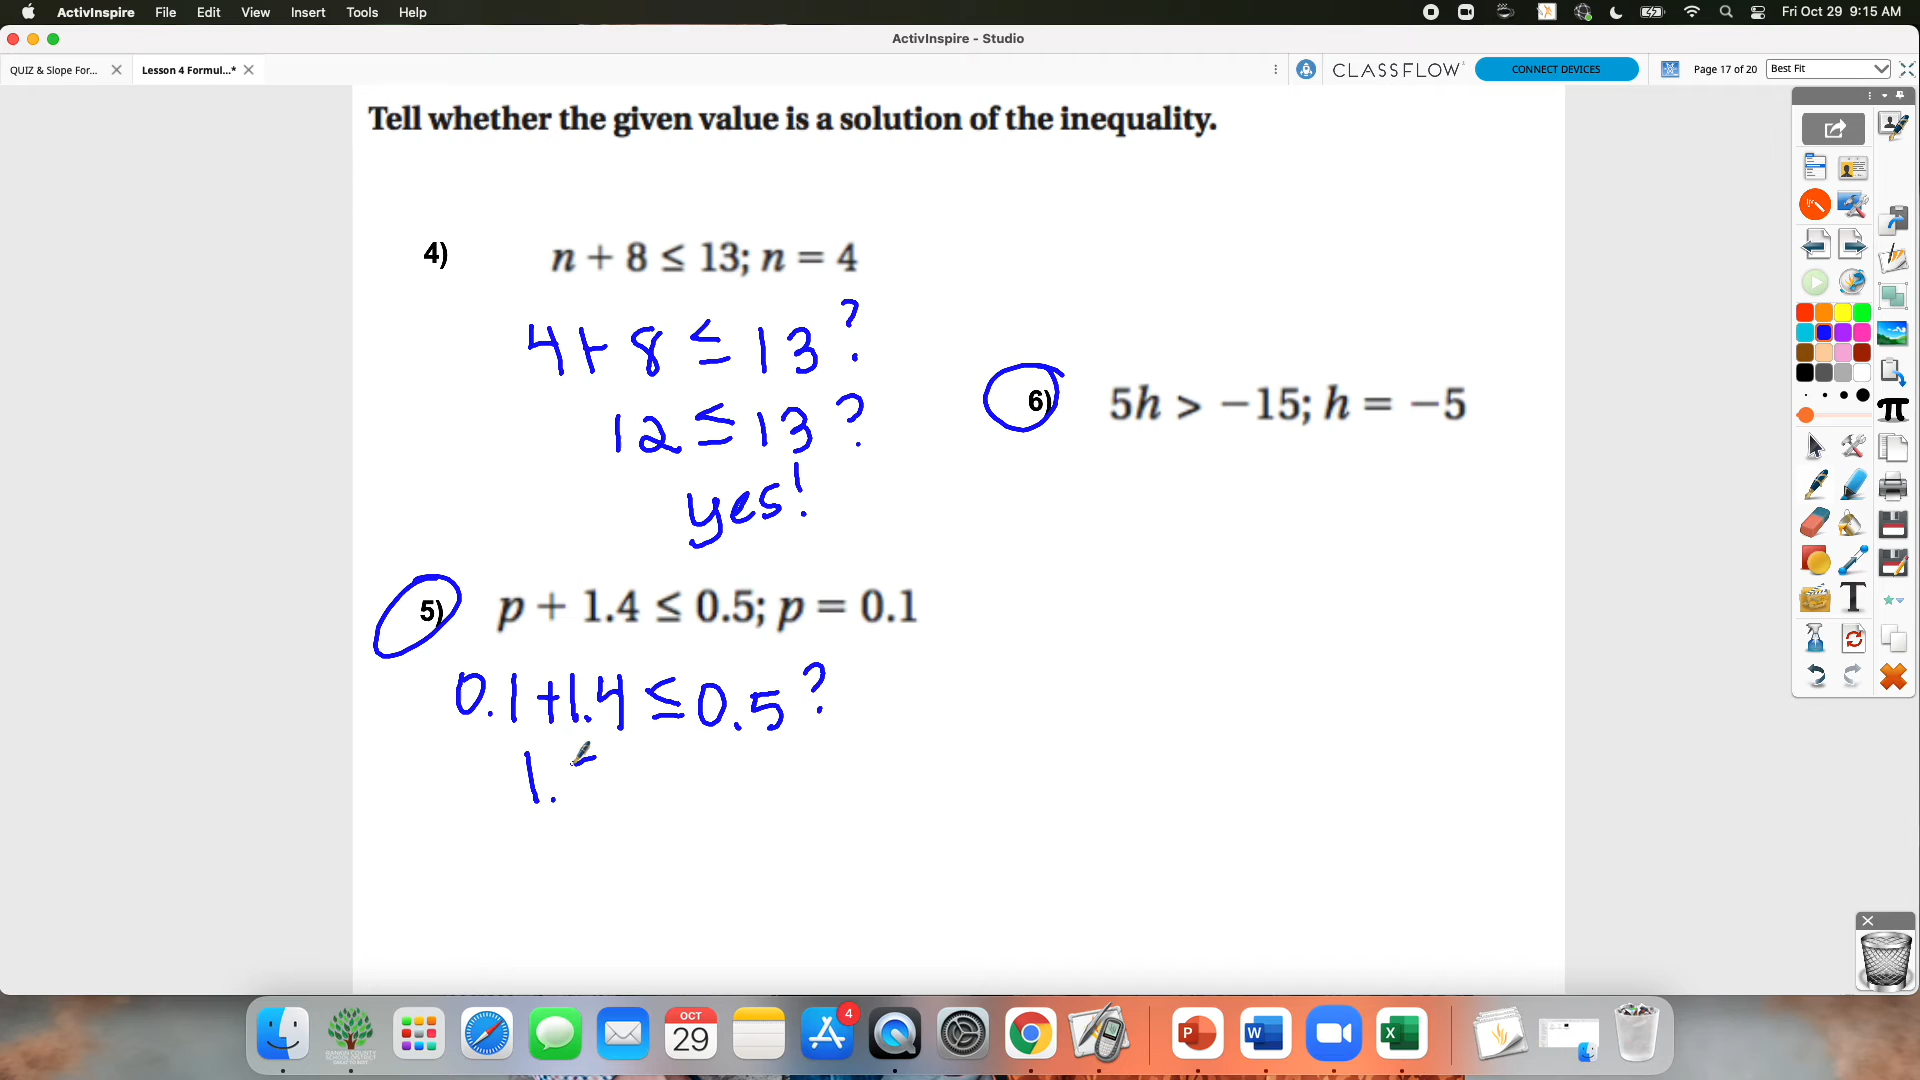 ActivInspire File Edit View Insert Tools Help Fri Oct 29 9:15 AM
ActivInspire - Studio
QUIZ & Slope For... Lesson 4 Formul...* CLASSFLOW CONNECT DEVICES Page 17 of 20 Best Fit
Tell whether the given value is a solution of the inequality.
4) n + 8 ≤ 13; n = 4
4 + 8 ≤ 13 ?
12 ≤ 13 ?
yes!
6) 5h > −15; h = −5
5) p + 1.4 ≤ 0.5; p = 0.1
0.1 + 1.4 ≤ 0.5 ?
1.
4
OCT
29